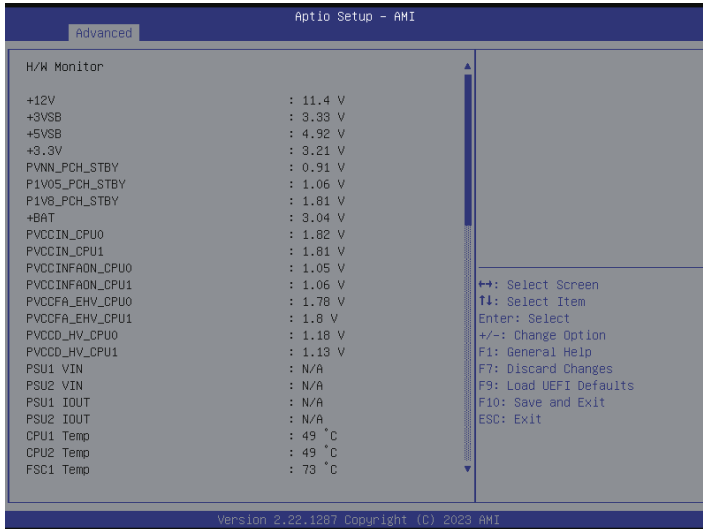 Aptio Setup – AMI
Advanced
H/W Monitor
+12V : 11.4 V
+3VSB : 3.33 V
+5VSB : 4.92 V
+3.3V : 3.21 V
PVNN_PCH_STBY : 0.91 V
P1V05_PCH_STBY : 1.06 V
P1V8_PCH_STBY : 1.81 V
+BAT : 3.04 V
PVCCIN_CPU0 : 1.82 V
PVCCIN_CPU1 : 1.81 V
PVCCINFAON_CPU0 : 1.05 V
PVCCINFAON_CPU1 : 1.06 V
PVCCFA_EHV_CPU0 : 1.78 V
PVCCFA_EHV_CPU1 : 1.8 V
PVCCD_HV_CPU0 : 1.18 V
PVCCD_HV_CPU1 : 1.13 V
PSU1 VIN : N/A
PSU2 VIN : N/A
PSU1 IOUT : N/A
PSU2 IOUT : N/A
CPU1 Temp : 49 °C
CPU2 Temp : 49 °C
FSC1 Temp : 73 °C
↔: Select Screen
↑↓: Select Item
Enter: Select
+/-: Change Option
F1: General Help
F7: Discard Changes
F9: Load UEFI Defaults
F10: Save and Exit
ESC: Exit
Version 2.22.1287 Copyright (C) 2023 AMI